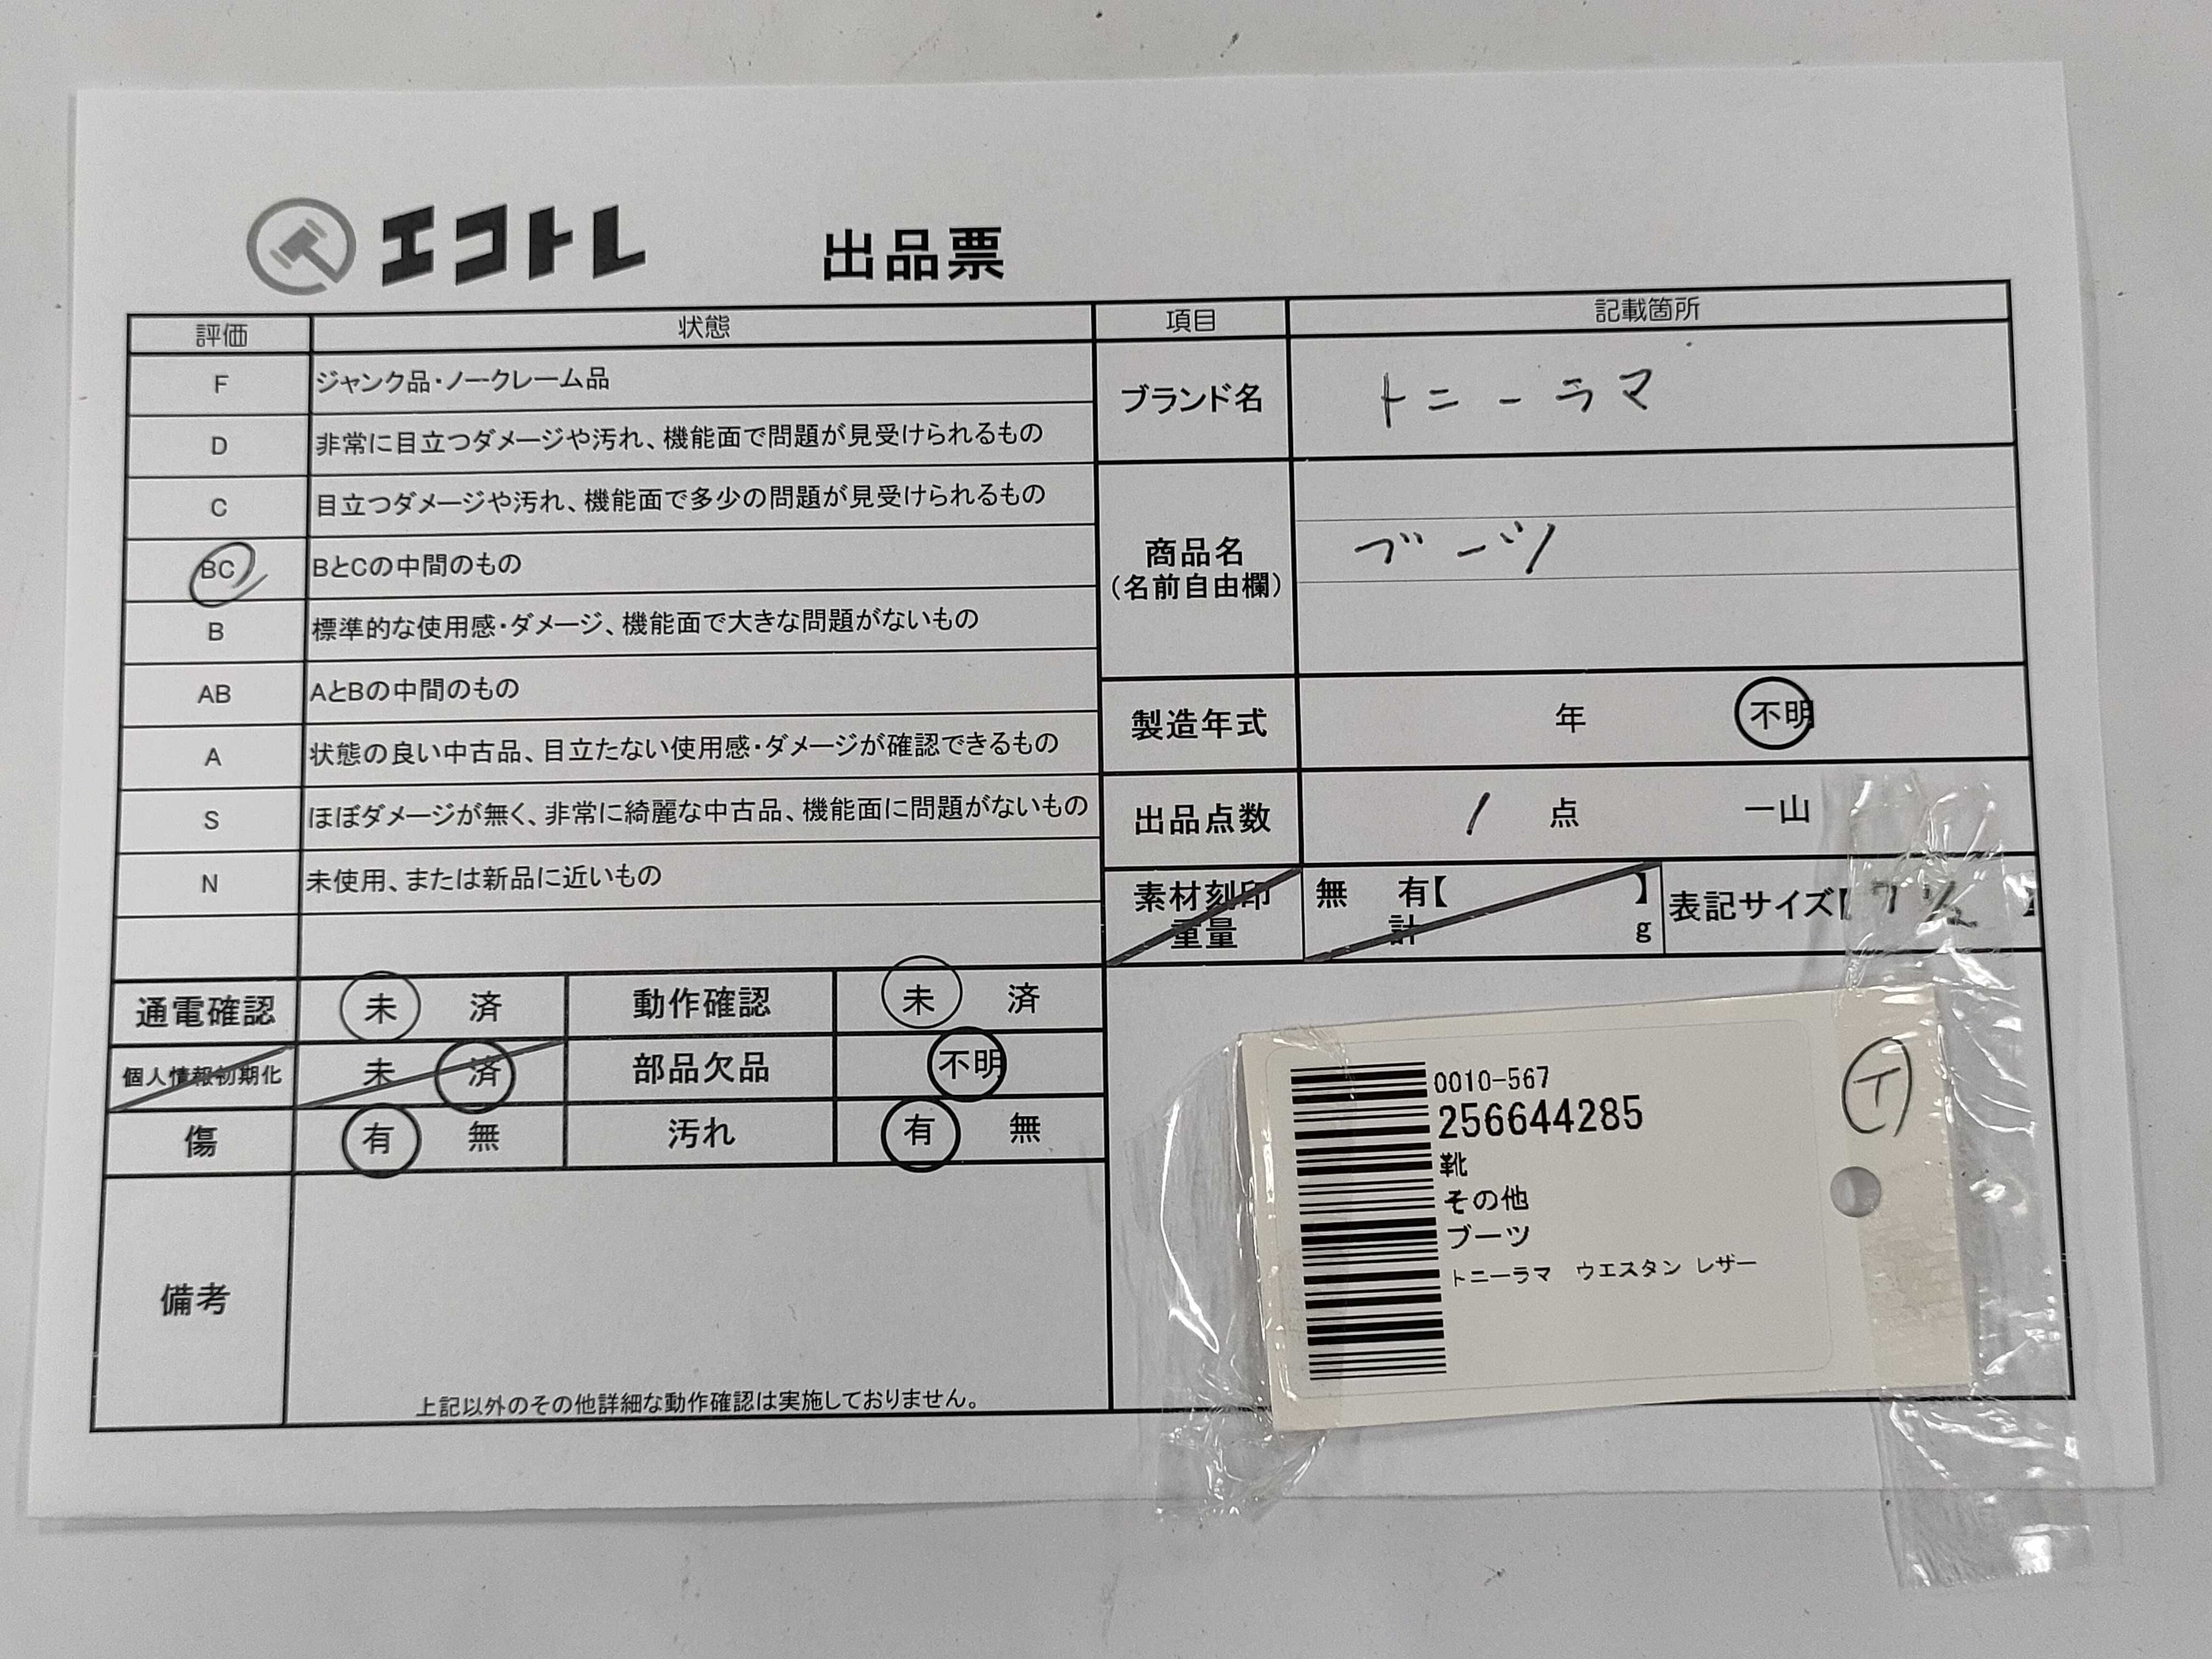 エコトレ
出品票
評価 状態
F ジャンク品・ノークレーム品
D 非常に目立つダメージや汚れ、機能面で問題が見受けられるもの
C 目立つダメージや汚れ、機能面で多少の問題が見受けられるもの
BC BとCの中間のもの
B 標準的な使用感・ダメージ、機能面で大きな問題がないもの
AB AとBの中間のもの
A 状態の良い中古品、目立たない使用感・ダメージが確認できるもの
S ほぼダメージが無く、非常に綺麗な中古品、機能面に問題がないもの
N 未使用、または新品に近いもの
通電確認 未 済 動作確認 未 済
個人情報初期化 未 済 部品欠品 不明
傷 有 無 汚れ 有 無
備考
上記以外のその他詳細な動作確認は実施しておりません。
項目 記載箇所
ブランド名 トニーラマ
商品名 ブーツ
(名前自由欄)
製造年式 年 不明
出品点数 1 点 一山
素材刻印 無 有【 】 表記サイズ【 7 1/2 】
重量 計 g
0010-567
256644285
靴
その他
ブーツ
トニーラマ ウエスタン レザー
イ